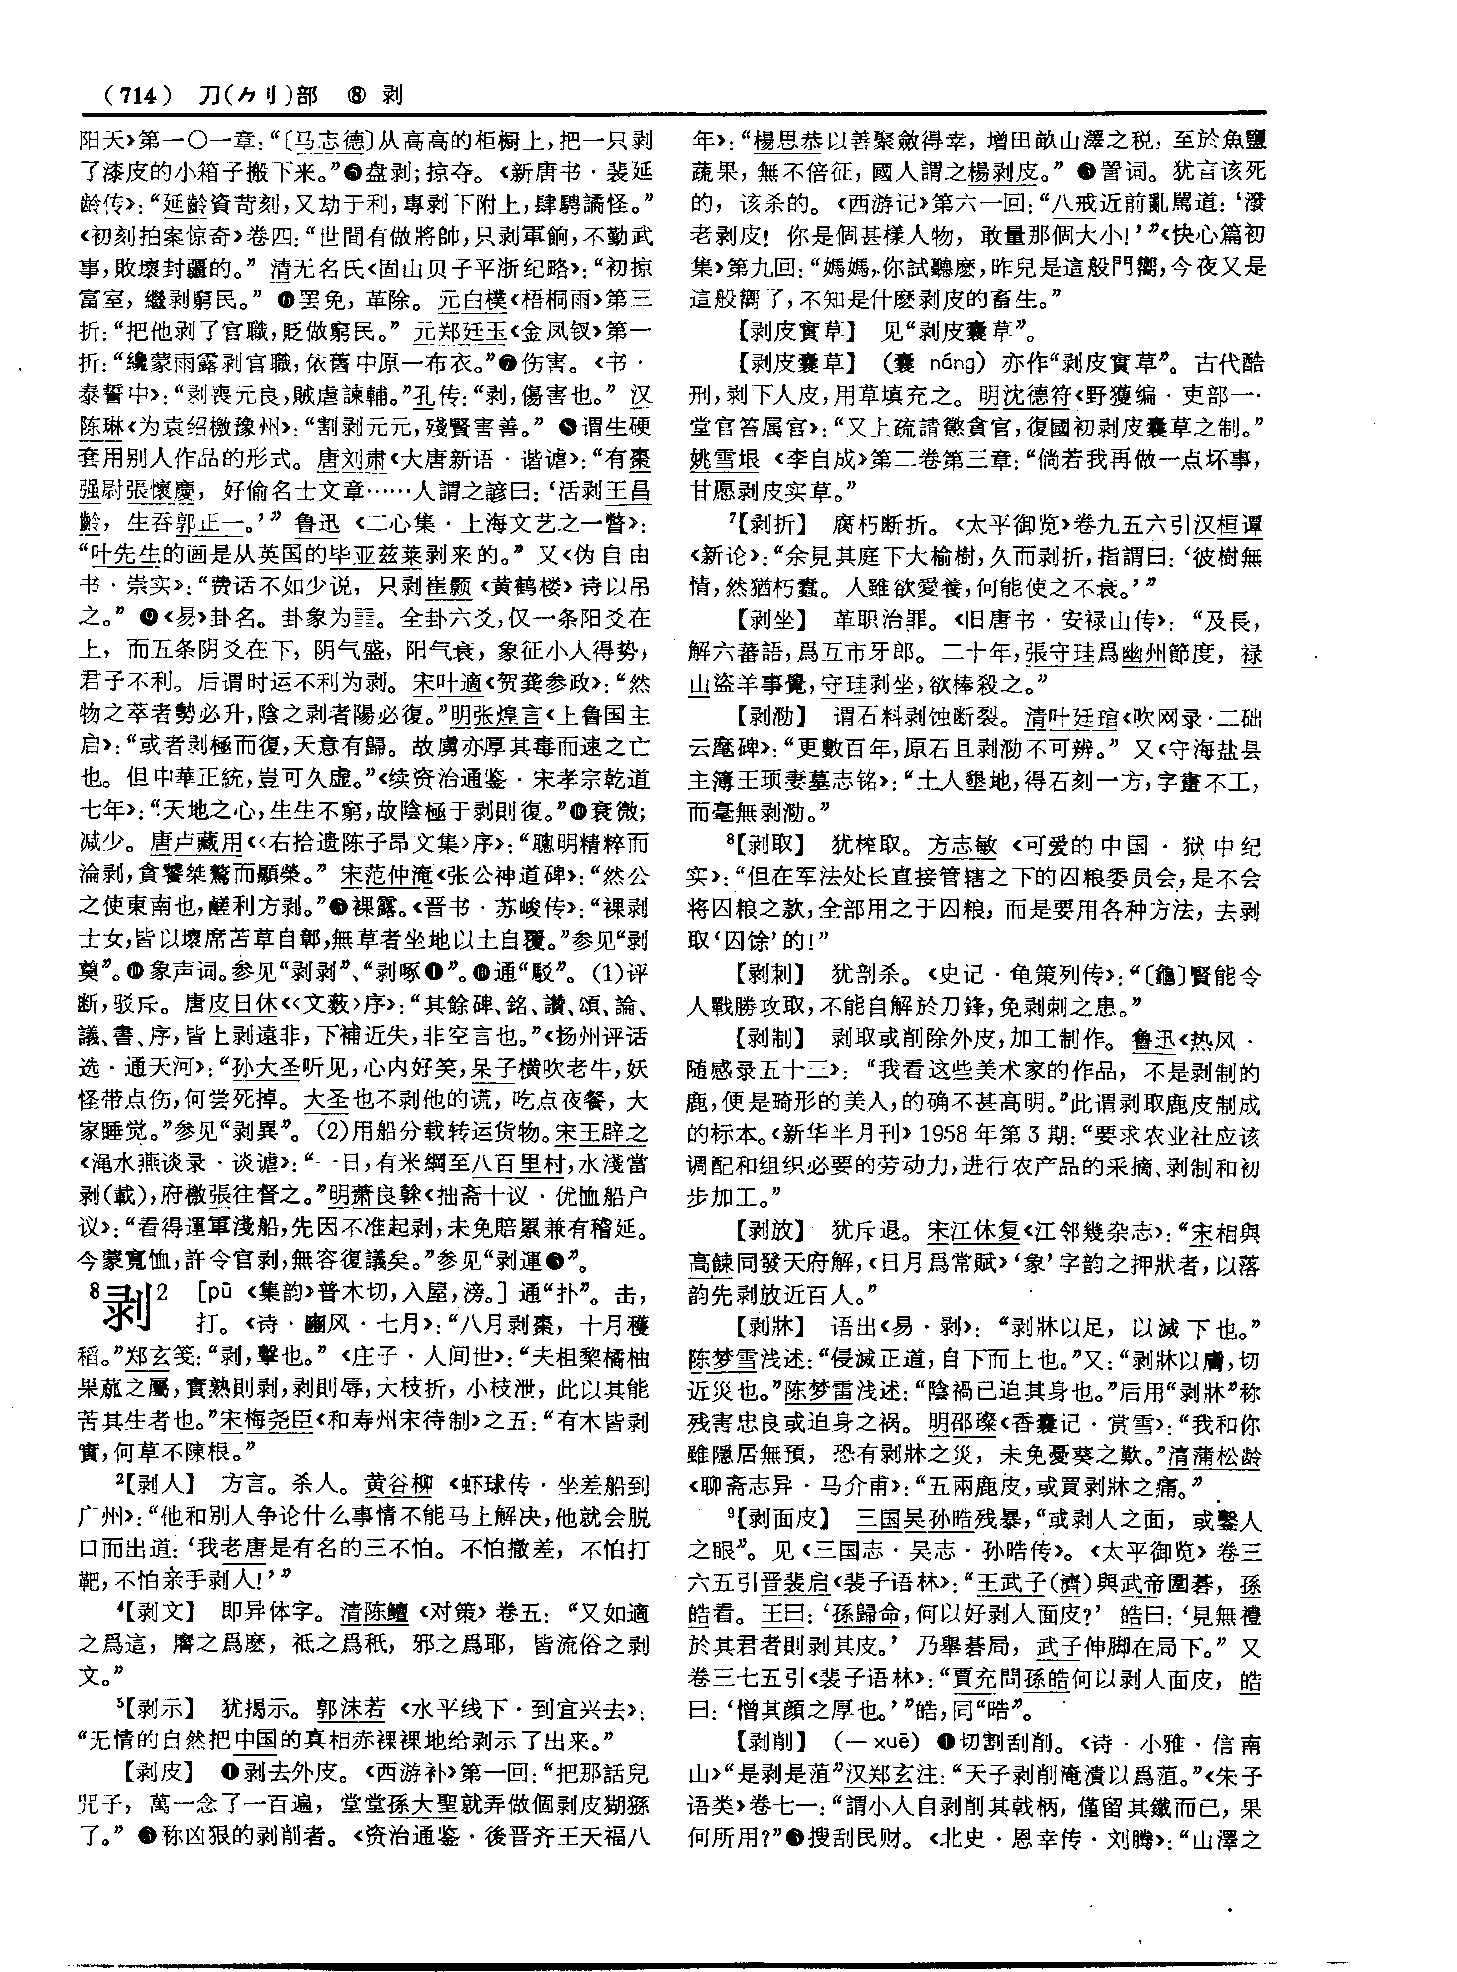 （714） 刀(⺈刂)部 ⑧ 剥
阳天》第一〇一章：“〔马志德〕从高高的柜橱上，把一只剥
了漆皮的小箱子搬下来。”❺盘剥；掠夺。《新唐书·裴延
龄传》：“延齡資苛刻，又劫于利，專剥下附上，肆騁譎怪。”
《初刻拍案惊奇》卷四：“世間有做將帥，只剥軍餉，不勤武
事，敗壞封疆的。” 清无名氏《固山贝子平浙纪略》：“初掠
富室，繼剥窮民。” ❻罢免，革除。 元白樸《梧桐雨》第三
折：“把他剥了官職，貶做窮民。” 元郑廷玉《金凤钗》第一
折：“纔蒙雨露剥官職，依舊中原一布衣。”❼伤害。《书·
泰誓中》：“剥喪元良，賊虐諫輔。”孔传：“剥，傷害也。” 汉
陈琳《为袁绍檄豫州》：“割剥元元，殘賢害善。” ❽谓生硬
套用别人作品的形式。 唐刘肃《大唐新语·谐谑》：“有棗
强尉張懷慶，好偷名士文章……人謂之諺曰：‘活剥王昌
齡，生吞郭正一。’” 鲁迅《二心集·上海文艺之一瞥》：
“叶先生的画是从英国的毕亚兹莱剥来的。” 又《伪自由
书·崇实》：“费话不如少说，只剥崔颢《黄鹤楼》诗以吊
之。” ❾《易》卦名。卦象为䷖。全卦六爻，仅一条阳爻在
上，而五条阴爻在下，阴气盛，阳气衰，象征小人得势，
君子不利。后谓时运不利为剥。宋叶適《贺龚参政》：“然
物之萃者勢必升，陰之剥者陽必復。”明张煌言《上鲁国主
启》：“或者剥極而復，天意有歸。故虜亦厚其毒而速之亡
也。但中華正統，豈可久虚。”《续资治通鉴·宋孝宗乾道
七年》：“天地之心，生生不窮，故陰極于剥則復。”❿衰微；
减少。唐卢藏用《〈右拾遗陈子昂文集〉序》：“聰明精粹而
淪剥，貪饕桀驁而顯榮。” 宋范仲淹《张公神道碑》：“然公
之使東南也，鹺利方剥。”⓫裸露。《晋书·苏峻传》：“裸剥
士女，皆以壞席苫草自鄣，無草者坐地以土自覆。”参见“剥
奠”。⓬象声词。参见“剥剥”、“剥啄❶”。⓭通“駁”。(1)评
断，驳斥。唐皮日休《〈文薮〉序》：“其餘碑、銘、讚、頌、論、
議、書、序，皆上剥遠非，下補近失，非空言也。”《扬州评话
选·通天河》：“孙大圣听见，心内好笑，呆子横吹老牛，妖
怪带点伤，何尝死掉。大圣也不剥他的谎，吃点夜餐，大
家睡觉。”参见“剥異”。(2)用船分载转运货物。宋王辟之
《渑水燕谈录·谈谑》：“一日，有米綱至八百里村，水淺當
剥(載)，府檄張往督之。”明萧良榦《拙斋十议·优恤船户
议》：“看得運軍淺船，先因不准起剥，未免賠累兼有稽延。
今蒙寬恤，許令官剥，無容復議矣。”参见“剥運❸”。
⁸剥² ［pū《集韵》普木切，入屋，滂。］通“扑”。击，
打。《诗·豳风·七月》：“八月剥棗，十月穫
稻。”郑玄笺：“剥，擊也。”《庄子·人间世》：“夫柤棃橘柚
果蓏之屬，實熟則剥，剥則辱，大枝折，小枝泄，此以其能
苦其生者也。”宋梅尧臣《和寿州宋待制》之五：“有木皆剥
實，何草不陳根。”
²【剥人】 方言。杀人。黄谷柳《虾球传·坐差船到
广州》：“他和别人争论什么事情不能马上解决，他就会脱
口而出道：‘我老唐是有名的三不怕。不怕撤差，不怕打
靶，不怕亲手剥人！’”
⁴【剥文】 即异体字。清陈鳣《对策》卷五：“又如適
之爲這，麿之爲麽，祇之爲秖，邪之爲耶，皆流俗之剥
文。”
⁵【剥示】 犹揭示。郭沫若《水平线下·到宜兴去》：
“无情的自然把中国的真相赤裸裸地给剥示了出来。”
【剥皮】 ❶剥去外皮。《西游补》第一回：“把那話兒
咒子，萬一念了一百遍，堂堂孫大聖就弄做個剥皮猢猻
了。” ❷称凶狠的剥削者。《资治通鉴·後晋齐王天福八
年》：“楊思恭以善聚斂得幸，增田畝山澤之税，至於魚鹽
蔬果，無不倍征，國人謂之楊剥皮。” ❸詈词。犹言该死
的，该杀的。《西游记》第六一回：“八戒近前亂罵道：‘潑
老剥皮！你是個甚樣人物，敢量那個大小！’”《快心篇初
集》第九回：“媽媽，你試聽麽，昨兒是這般鬥嚮，今夜又是
這般嚮了，不知是什麽剥皮的畜生。”
【剥皮實草】 见“剥皮囊草”。
【剥皮囊草】 （囊 náng）亦作“剥皮實草”。古代酷
刑，剥下人皮，用草填充之。明沈德符《野獲编·吏部一·
堂官答属官》：“又上疏請懲貪官，復國初剥皮囊草之制。”
姚雪垠《李自成》第二卷第三章：“倘若我再做一点坏事，
甘愿剥皮实草。”
⁷【剥折】 腐朽断折。《太平御览》卷九五六引汉桓谭
《新论》：“余見其庭下大榆樹，久而剥折，指謂曰：‘彼樹無
情，然猶朽蠹。人雖欲愛養，何能使之不衰。’”
【剥坐】 革职治罪。《旧唐书·安禄山传》：“及長，
解六蕃語，爲互市牙郎。二十年，張守珪爲幽州節度，禄
山盜羊事覺，守珪剥坐，欲棒殺之。”
【剥泐】 谓石料剥蚀断裂。清叶廷琯《吹网录·二础
云麾碑》：“更數百年，原石且剥泐不可辨。” 又《守海盐县
主簿王顼妻墓志铭》：“土人墾地，得石刻一方，字畫不工，
而毫無剥泐。”
⁸【剥取】 犹榨取。方志敏《可爱的中国·狱中纪
实》：“但在军法处长直接管辖之下的囚粮委员会，是不会
将囚粮之款，全部用之于囚粮，而是要用各种方法，去剥
取‘囚馀’的！”
【剥刺】 犹剖杀。《史记·龟策列传》：“〔龜〕賢能令
人戰勝攻取，不能自解於刀鋒，免剥刺之患。”
【剥制】 剥取或削除外皮，加工制作。鲁迅《热风·
随感录五十三》：“我看这些美术家的作品，不是剥制的
鹿，便是琦形的美人，的确不甚高明。”此谓剥取鹿皮制成
的标本。《新华半月刊》1958年第3期：“要求农业社应该
调配和组织必要的劳动力，进行农产品的采摘、剥制和初
步加工。”
【剥放】 犹斥退。宋江休复《江邻幾杂志》：“宋相與
高餗同發天府解，《日月爲常賦》‘象’字韵之押狀者，以落
韵先剥放近百人。”
【剥牀】 语出《易·剥》：“剥牀以足，以滅下也。”
陈梦雷浅述：“侵滅正道，自下而上也。”又：“剥牀以膚，切
近災也。”陈梦雷浅述：“陰禍已迫其身也。”后用“剥牀”称
残害忠良或迫身之祸。明邵璨《香囊记·赏雪》：“我和你
雖隱居無預，恐有剥牀之災，未免憂葵之歎。”清蒲松龄
《聊斋志异·马介甫》：“五兩鹿皮，或買剥牀之痛。”
⁹【剥面皮】 三国吴孙晧残暴，“或剥人之面，或鑿人
之眼”。见《三国志·吴志·孙晧传》。《太平御览》卷三
六五引晋裴启《裴子语林》：“王武子(濟)與武帝圍碁，孫
皓看。王曰：‘孫歸命，何以好剥人面皮？’ 皓曰：‘見無禮
於其君者則剥其皮。’ 乃舉碁局，武子伸脚在局下。” 又
卷三七五引《裴子语林》：“賈充問孫皓何以剥人面皮，皓
曰：‘憎其顔之厚也。’”皓，同“晧”。
【剥削】 （一xuē）❶切割刮削。《诗·小雅·信南
山》“是剥是菹”汉郑玄注：“天子剥削淹漬以爲菹。”《朱子
语类》卷七一：“謂小人自剥削其戟柄，僅留其鐵而已，果
何所用？”❷搜刮民财。《北史·恩幸传·刘腾》：“山澤之